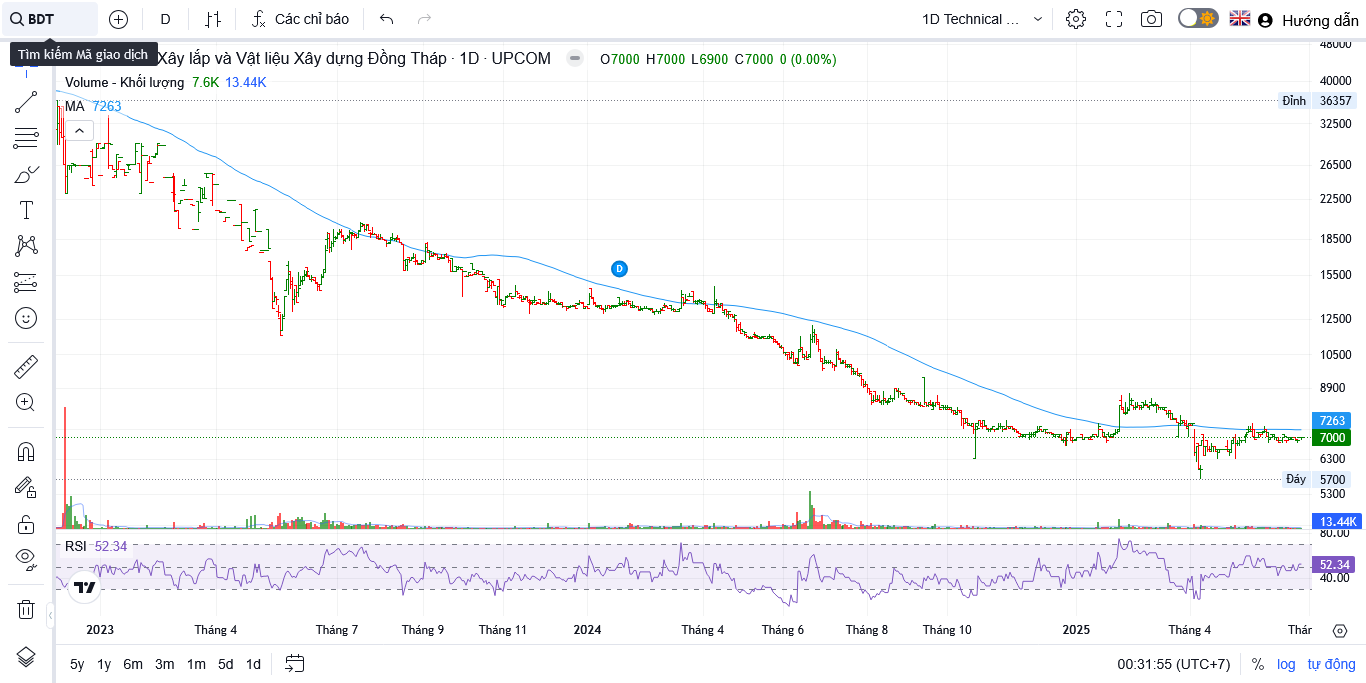 BDT
D
Các chỉ báo
1D Technical ...
Hướng dẫn
Tìm kiếm Mã giao dịch
Xây lắp và Vật liệu Xây dựng Đồng Tháp · 1D · UPCOM
O7000 H7000 L6900 C7000 0 (0.00%)
Volume - Khối lượng 7.6K 13.44K
MA 7263
48000
40000
Đỉnh 36357
32500
26500
22500
18500
15500
D
12500
10500
8900
7263
7000
6300
Đáy 5700
5300
13.44K
80.00
RSI 52.34
52.34
40.00
2023 Tháng 4 Tháng 7 Tháng 9 Tháng 11 2024 Tháng 4 Tháng 6 Tháng 8 Tháng 10 2025 Tháng 4 Thár
5y 1y 6m 3m 1m 5d 1d
00:31:55 (UTC+7) % log tự động